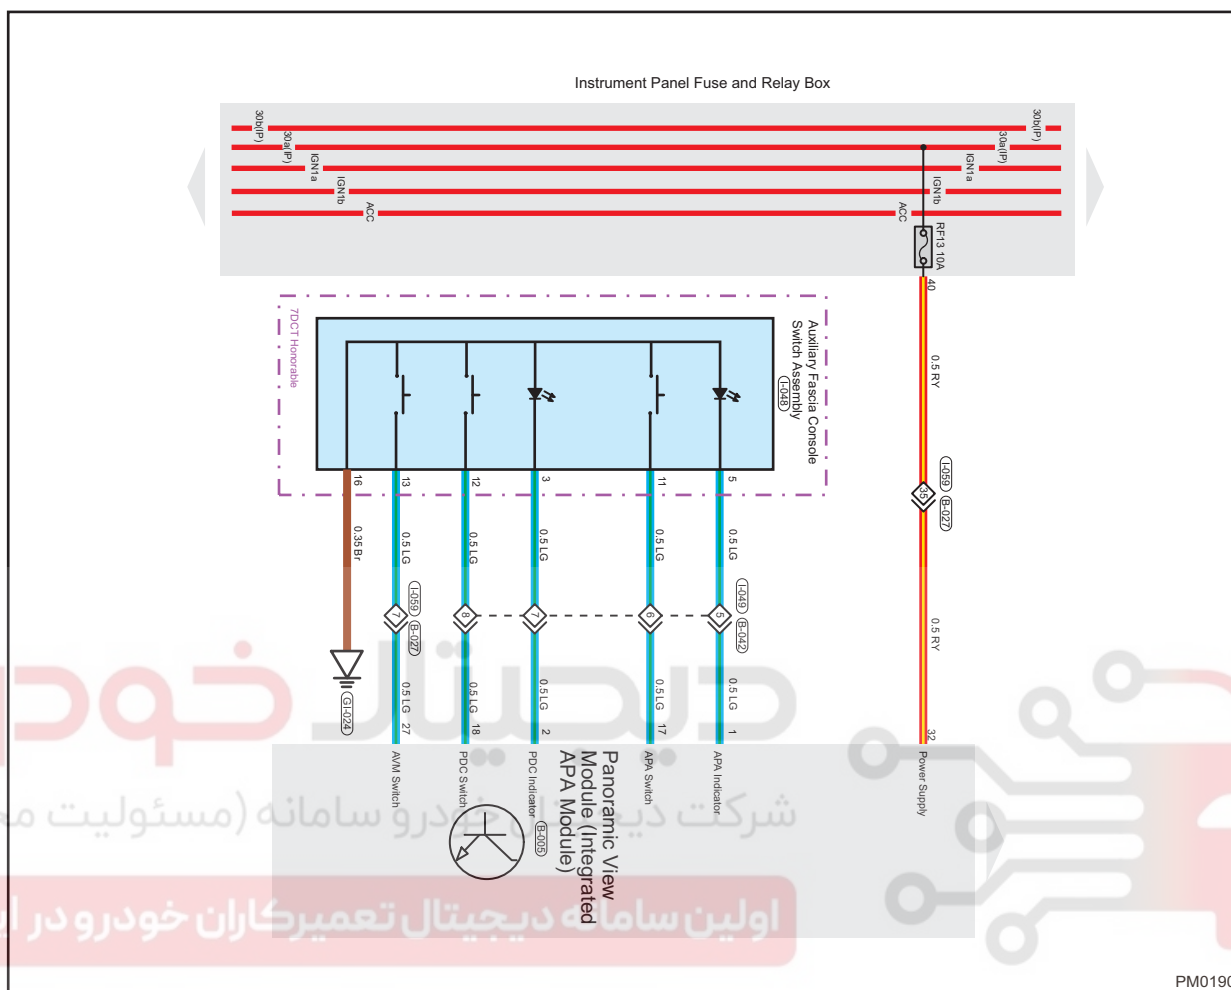 Instrument Panel Fuse and Relay Box
30b(IP)
30a(IP)
IGN1a
IGN1b
ACC
30b(IP)
30a(IP)
IGN1a
IGN1b
ACC
RF13 10A
40
0.5 RY
I-059
35
B-027
0.5 RY
32
Power Supply
7DCT Honorable
Auxiliary Fascia Console
Switch Assembly
I-048
16
13
12
3
11
5
0.35 Br
0.5 LG
0.5 LG
0.5 LG
0.5 LG
0.5 LG
I-059
7
B-027
8
7
6
5
I-049
B-042
GI-024
0.5 LG
0.5 LG
0.5 LG
0.5 LG
0.5 LG
27
18
2
17
1
AVM Switch
PDC Switch
PDC Indicator
APA Switch
APA Indicator
B-005
Panoramic View
Module (Integrated
APA Module)
دیجیتال خودر
شرکت دیجیتال خودرو سامانه (مسئولیت
اولین سامانه دیجیتال تعمیرکاران خودرو در
PM0190